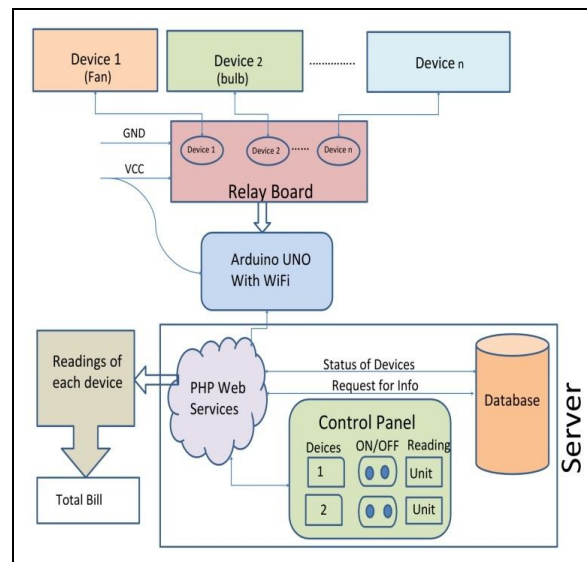 Device 1
(Fan)
Device 2
(bulb)
...............
Device n
GND
VCC
Device 1
Device 2
......
Device n
Relay Board
Arduino UNO
With WiFi
Readings of
each device
Total Bill
PHP Web
Services
Status of Devices
Request for Info
Database
Server
Control Panel
Deices ON/OFF Reading
1 Unit
2 Unit